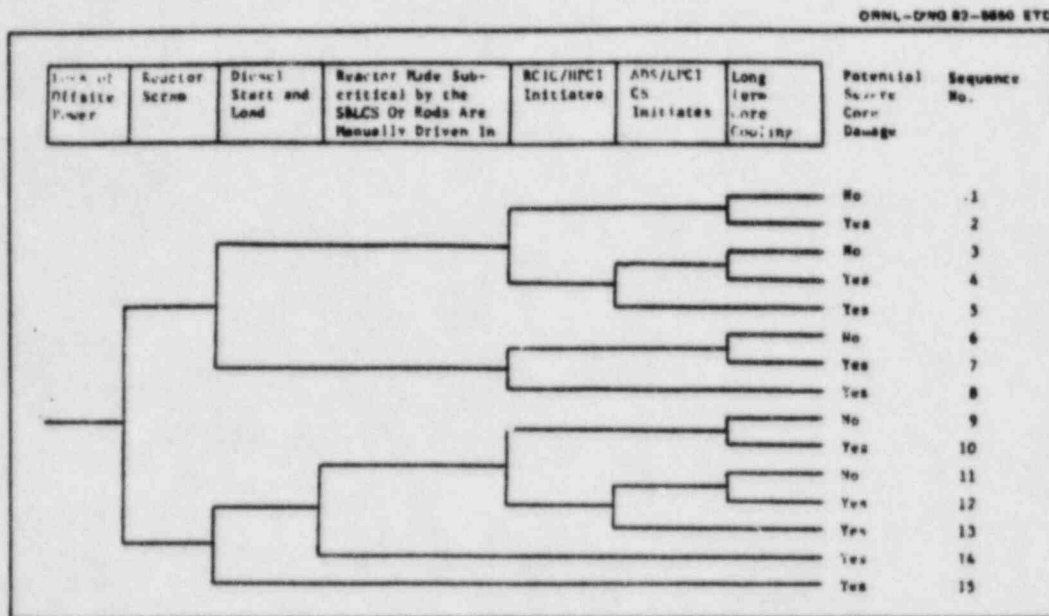 ORNL-DWG 82-5650 ETD
Loss of Offsite Power
Reactor Scram
Diesel Start and Load
Reactor Made Sub-
critical by the
SBLCS Or Rods Are
Manually Driven In
RCIC/HPCI
Initiates
ADS/LPCI
CS
Initiates
Long
Term
Core
Cooling
Potential
Severe
Core
Damage
Sequence
No.
No 1
Yes 2
No 3
Yes 4
Yes 5
No 6
Yes 7
Yes 8
No 9
Yes 10
No 11
Yes 12
Yes 13
Yes 14
Yes 15